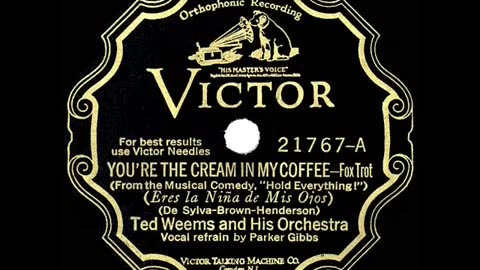 Orthophonic Recording
"HIS MASTER'S VOICE"
VICTOR
For best results
use Victor Needles
21767-A
YOU'RE THE CREAM IN MY COFFEE—Fox Trot
(From the Musical Comedy, "Hold Everything!")
(Eres la Niña de Mis Ojos)
(De Sylva-Brown-Henderson)
Ted Weems and His Orchestra
Vocal refrain by Parker Gibbs
VICTOR TALKING MACHINE CO.
Camden, N.J.